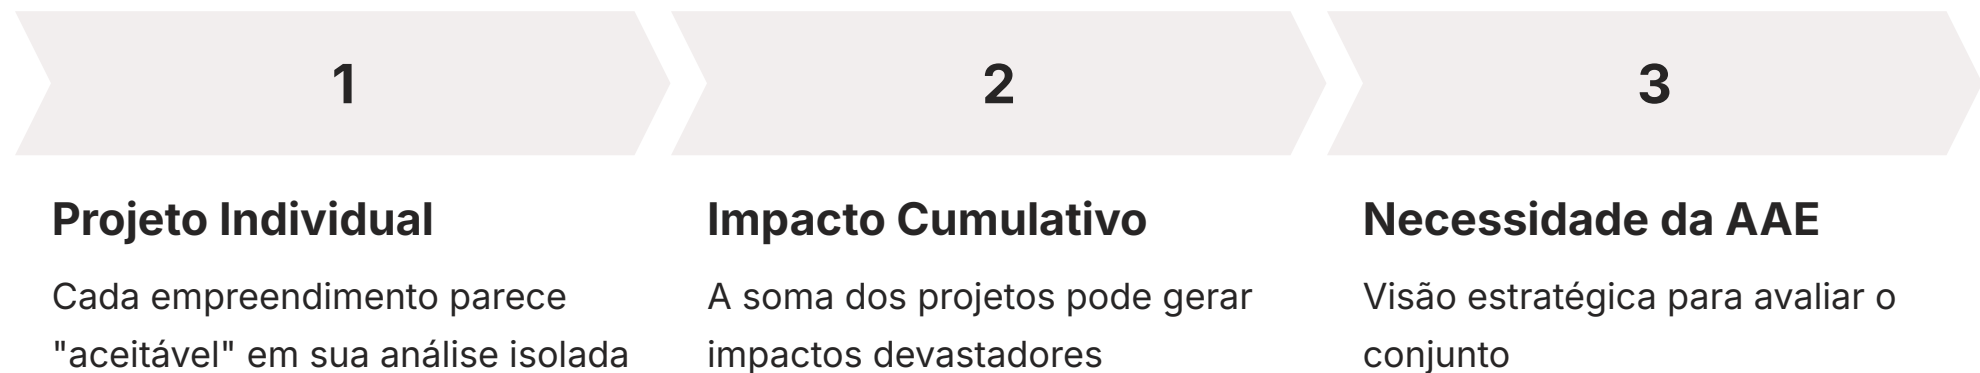 1
2
3
Projeto Individual
Cada empreendimento parece
"aceitável" em sua análise isolada
Impacto Cumulativo
A soma dos projetos pode gerar
impactos devastadores
Necessidade da AAE
Visão estratégica para avaliar o
conjunto